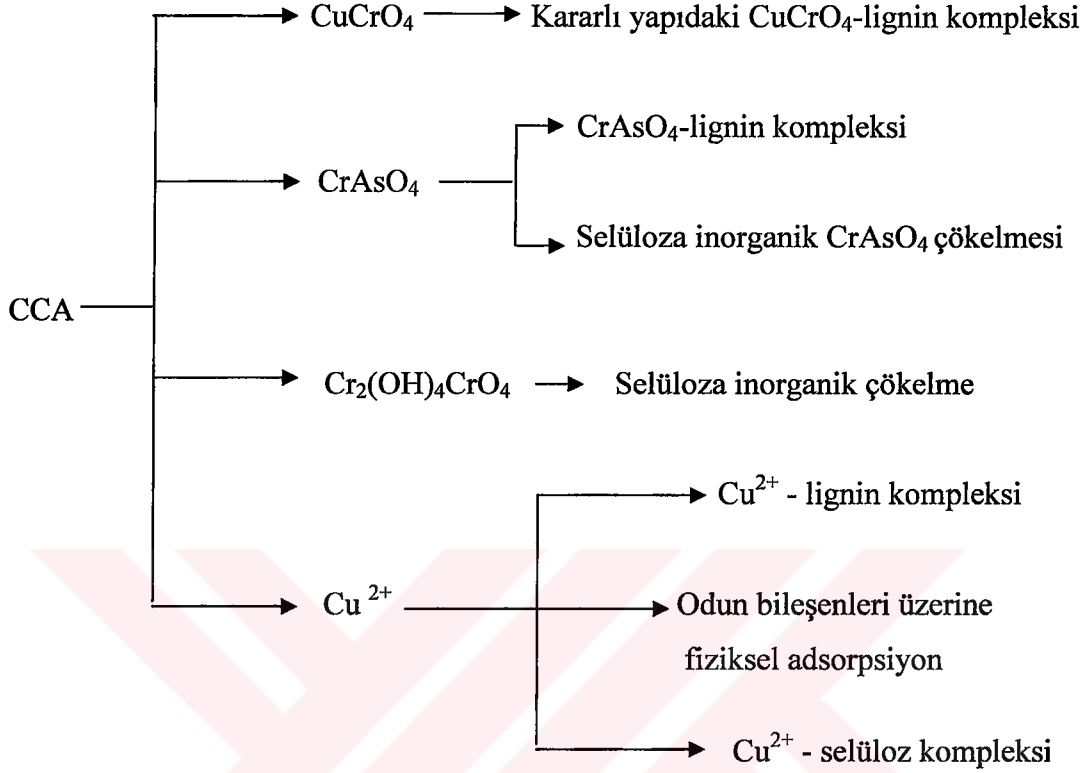 CuCrO₄ Kararlı yapıdaki CuCrO₄-lignin kompleksi
CrAsO₄-lignin kompleksi
CrAsO₄
Selüloza inorganik CrAsO₄ çökelmesi
CCA
Cr₂(OH)₄CrO₄ Selüloza inorganik çökelme
Cu²⁺ - lignin kompleksi
Cu ²⁺ Odun bileşenleri üzerine
fiziksel adsorpsiyon
Cu²⁺ - selüloz kompleksi